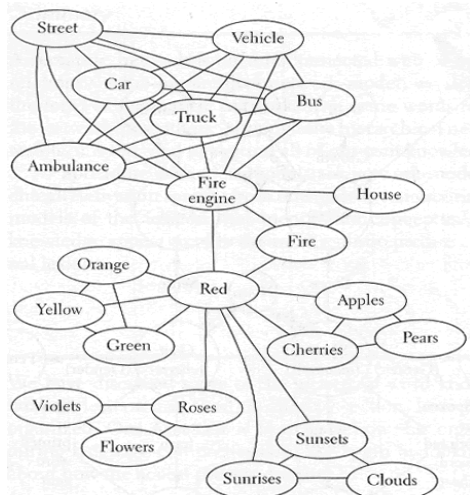 Street
Vehicle
Car
Truck
Bus
Ambulance
Fire
engine
House
Fire
Orange
Red
Yellow
Apples
Green
Cherries
Pears
Violets
Roses
Flowers
Sunsets
Sunrises
Clouds